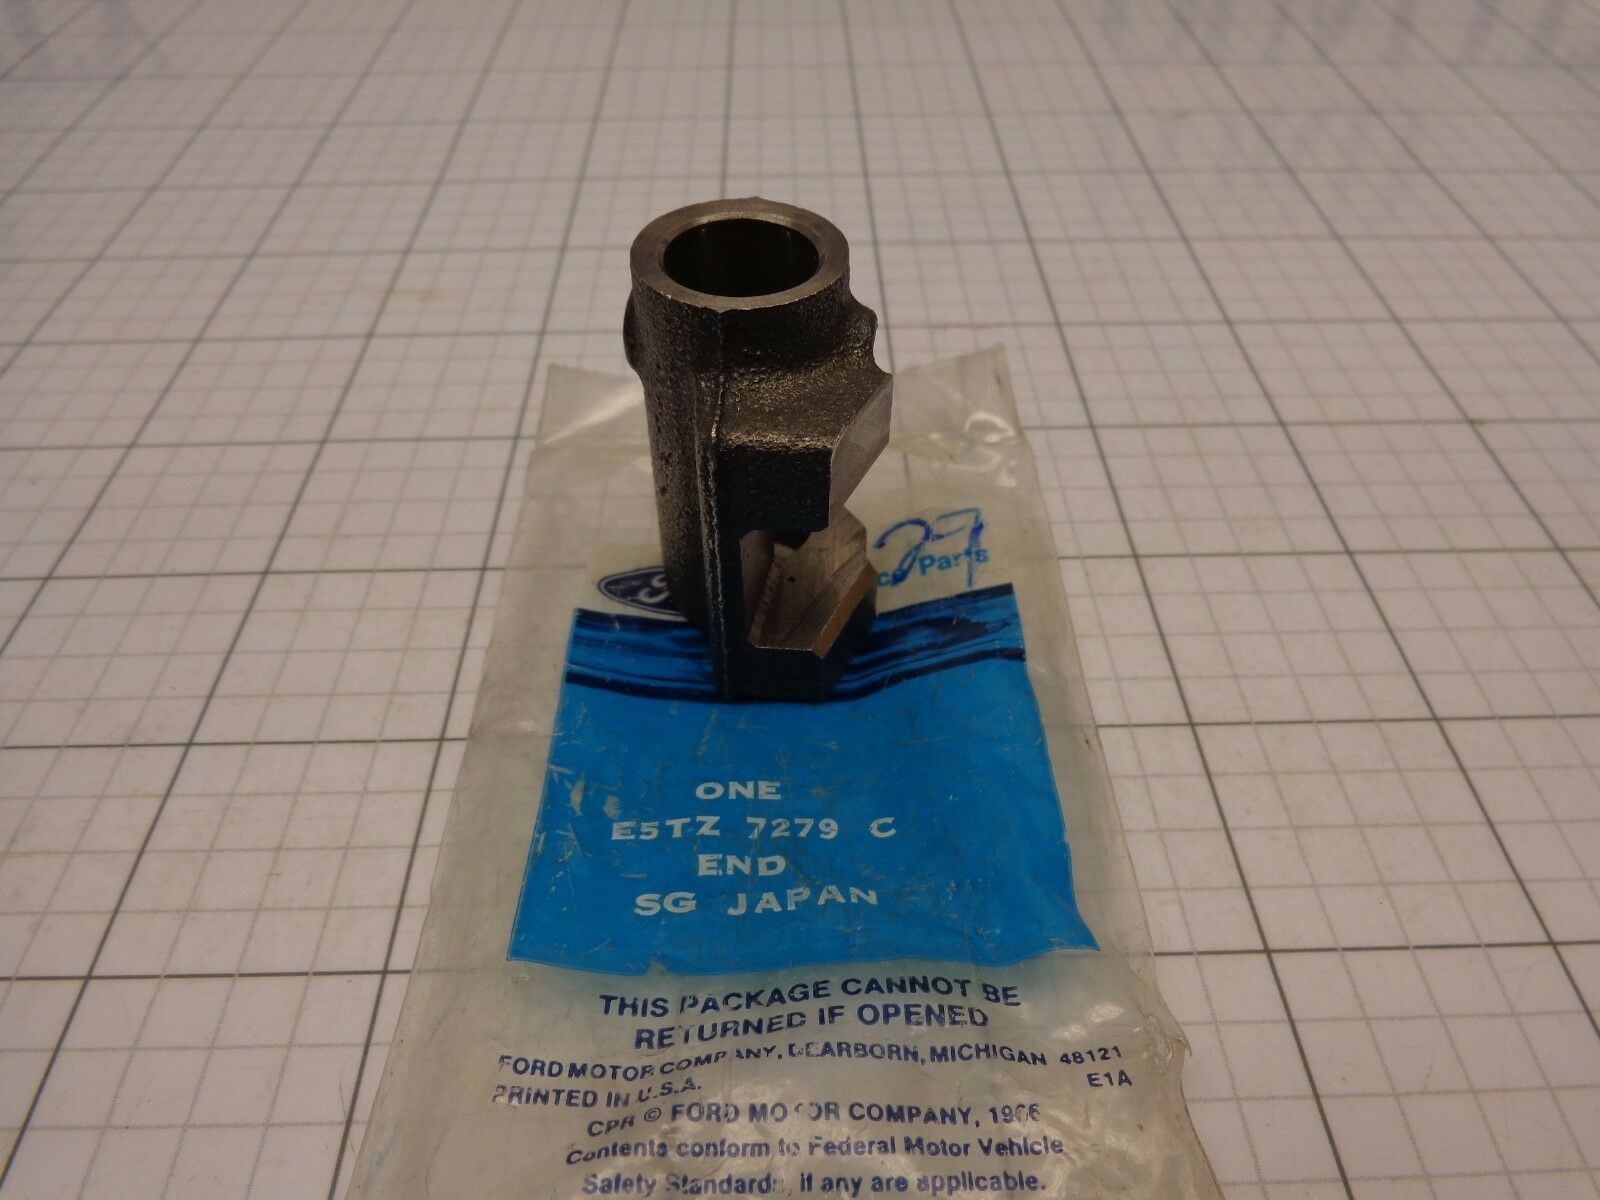 27
Parts
ONE
E5TZ 7279 C
END
SG JAPAN
THIS PACKAGE CANNOT BE
RETURNED IF OPENED
FORD MOTOR COMPANY, DEARBORN, MICHIGAN 48121
PRINTED IN U.S.A. E1A
CPR © FORD MOTOR COMPANY, 1966
Contents conform to Federal Motor Vehicle
Safety Standards, if any are applicable.